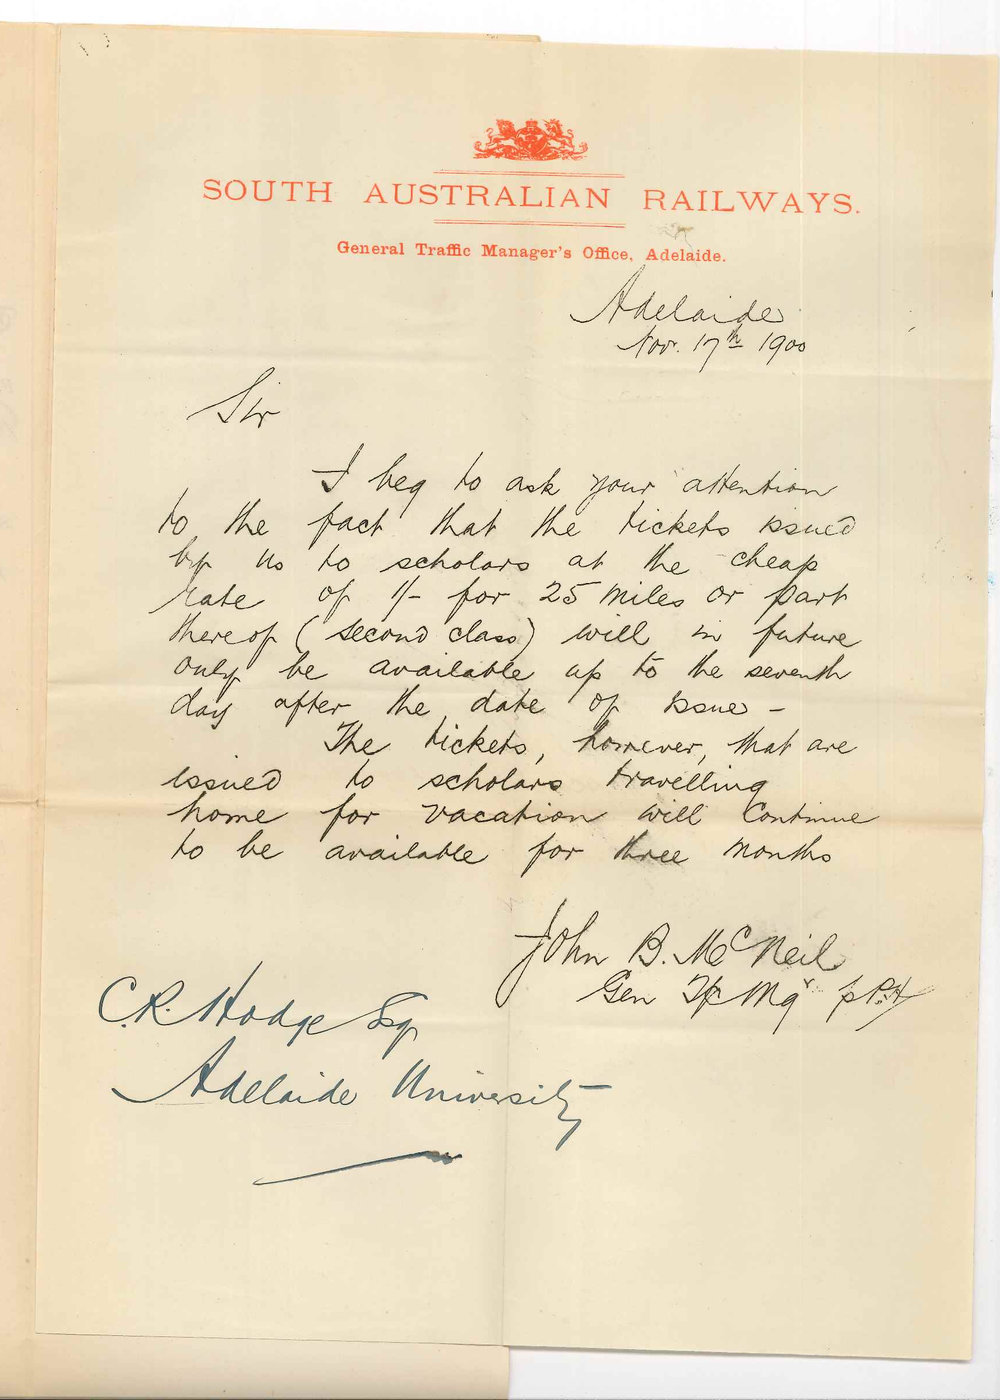 SOUTH AUSTRALIAN RAILWAYS.
General Traffic Manager's Office, Adelaide.
Adelaide
Nov. 17th 1900
Sir
I beg to ask your attention
to the fact that the tickets issued
by us to scholars at the cheap
rate of 1/- for 25 miles or part
thereof (second class) will in future
only be available up to the seventh
day after the date of issue -
The tickets, however, that are
issued to scholars travelling
home for vacation will continue
to be available for three months
John B. McNeil
Gen Tfc Mgr p P.H
C.R. Hodge Esq
Adelaide University